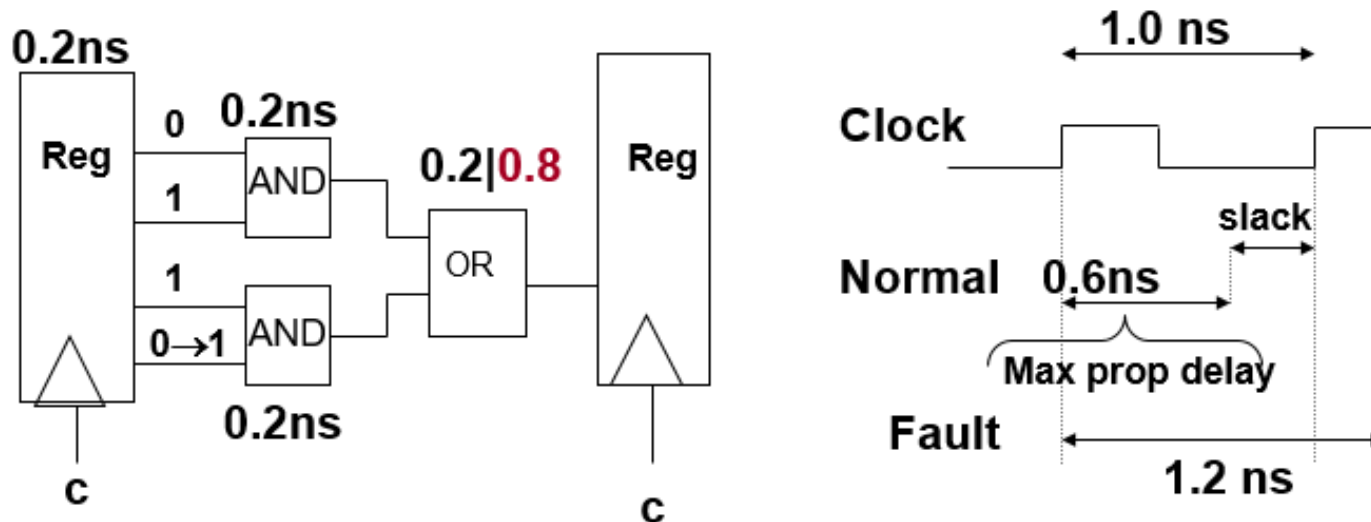 0.2ns
Reg
0
1
1
0→1
c
0.2ns
AND
AND
0.2ns
0.2|0.8
OR
Reg
c
1.0 ns
Clock
slack
Normal 0.6ns
Max prop delay
Fault
1.2 ns